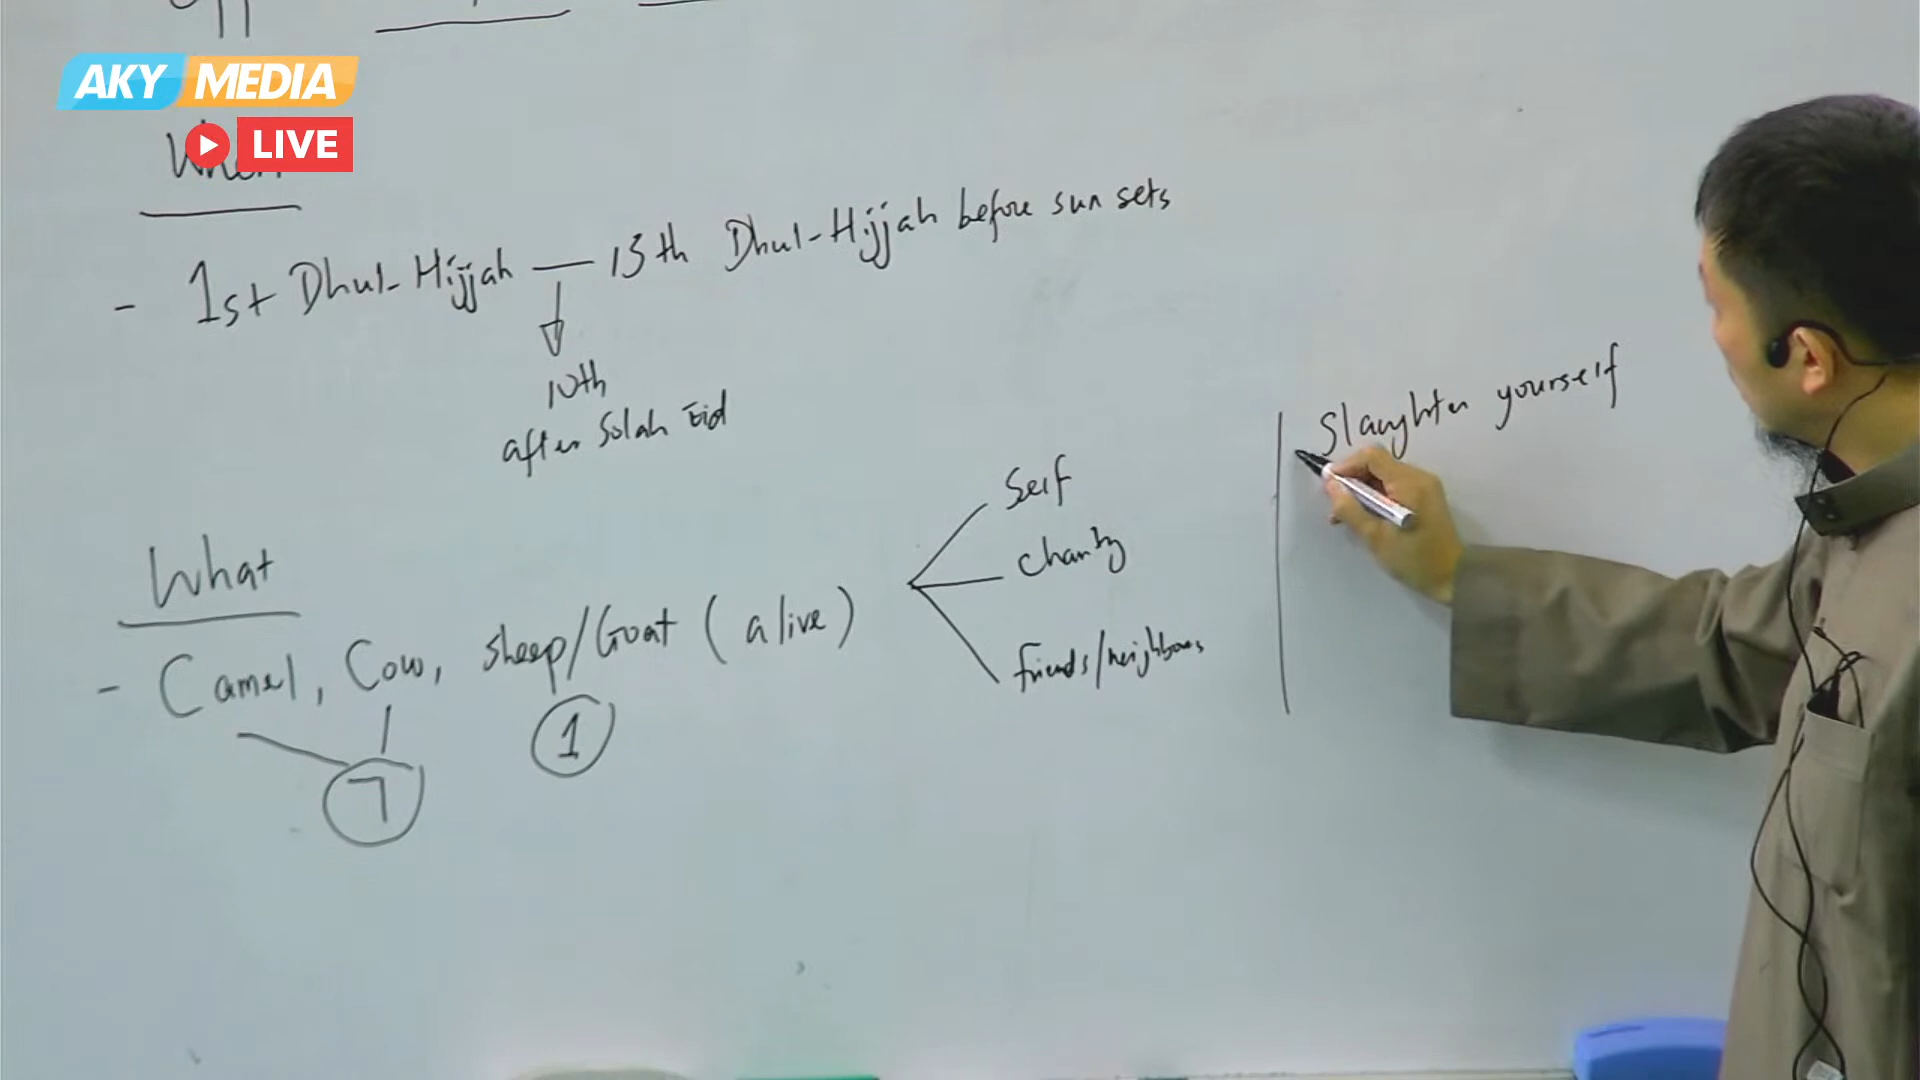 AKY MEDIA
LIVE
When
- 1st Dhul-Hijjah — 13th Dhul-Hijjah before sun sets
10th
after Solah Eid
What
- Camel, Cow, Sheep/Goat (alive)
7
1
Self
Charity
friends/neighbours
Slaughter yourself